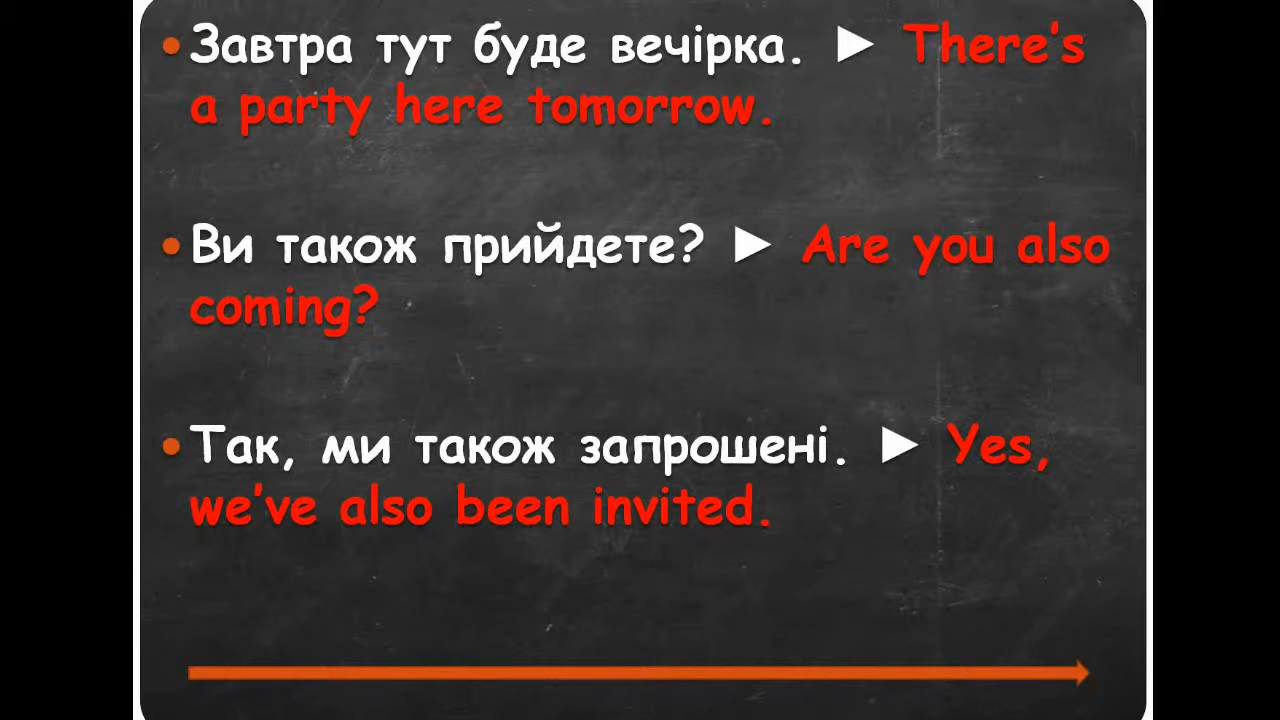 • Завтра тут буде вечірка. ► There's
a party here tomorrow.
• Ви також прийдете? ► Are you also
coming?
• Так, ми також запрошені. ► Yes,
we've also been invited.